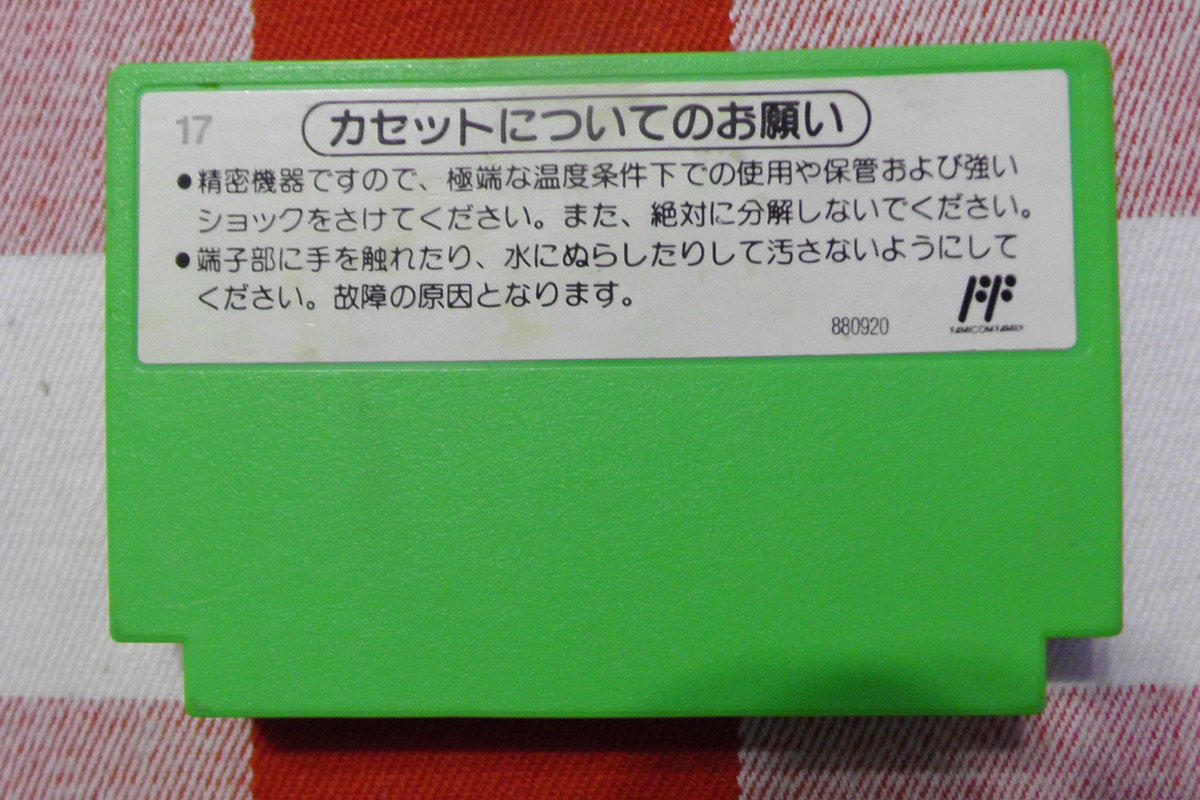 17
カセットについてのお願い
●精密機器ですので、極端な温度条件下での使用や保管および強い
ショックをさけてください。また、絶対に分解しないでください。
●端子部に手を触れたり、水にぬらしたりして汚さないようにして
ください。故障の原因となります。
880920
FF
FAMICOM FAMILY